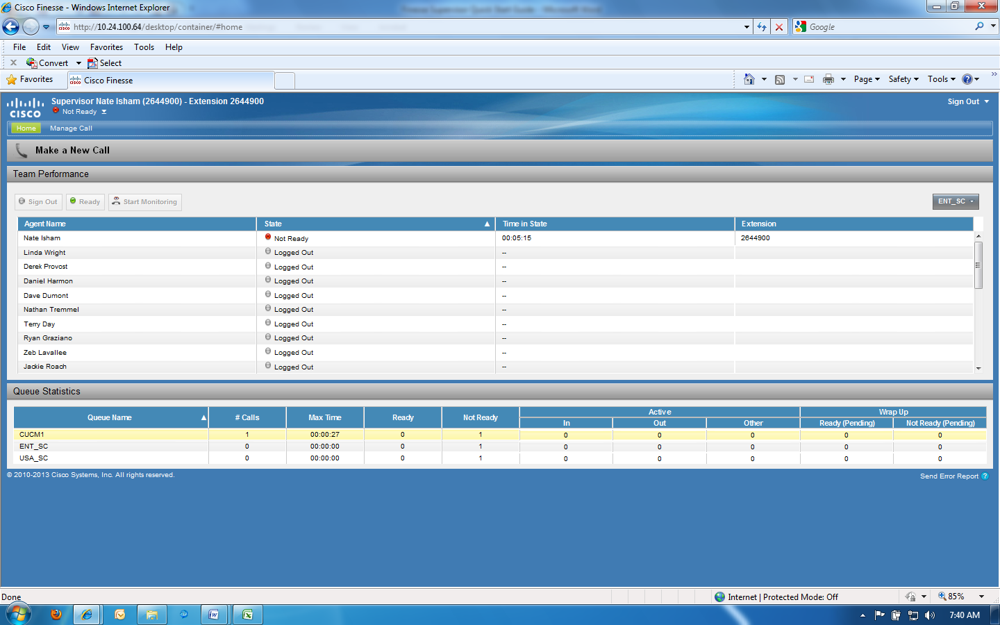 Cisco Finesse - Windows Internet Explorer
http://10.24.100.64/desktop/container/#home Google
File Edit View Favorites Tools Help
x Convert Select
Favorites Cisco Finesse Page Safety Tools
CISCO Supervisor Nate Isham (2644900) - Extension 2644900 Sign Out
Not Ready
Home Manage Call
Make a New Call
Team Performance
Sign Out Ready Start Monitoring ENT_SC
Agent Name State Time in State Extension
Nate Isham Not Ready 00:05:15 2644900
Linda Wright Logged Out --
Derek Provost Logged Out --
Daniel Harmon Logged Out --
Dave Dumont Logged Out --
Nathan Tremmel Logged Out --
Terry Day Logged Out --
Ryan Graziano Logged Out --
Zeb Lavallee Logged Out --
Jackie Roach Logged Out --
Queue Statistics
Queue Name # Calls Max Time Ready Not Ready Active Wrap Up
In Out Other Ready (Pending) Not Ready (Pending)
CUCM1 1 00:00:27 0 1 0 0 0 0 0
ENT_SC 0 00:00:00 0 1 0 0 0 0 0
USA_SC 0 00:00:00 0 1 0 0 0 0 0
© 2010-2013 Cisco Systems, Inc. All rights reserved.
Send Error Report ?
Done Internet | Protected Mode: Off 85%
7:40 AM